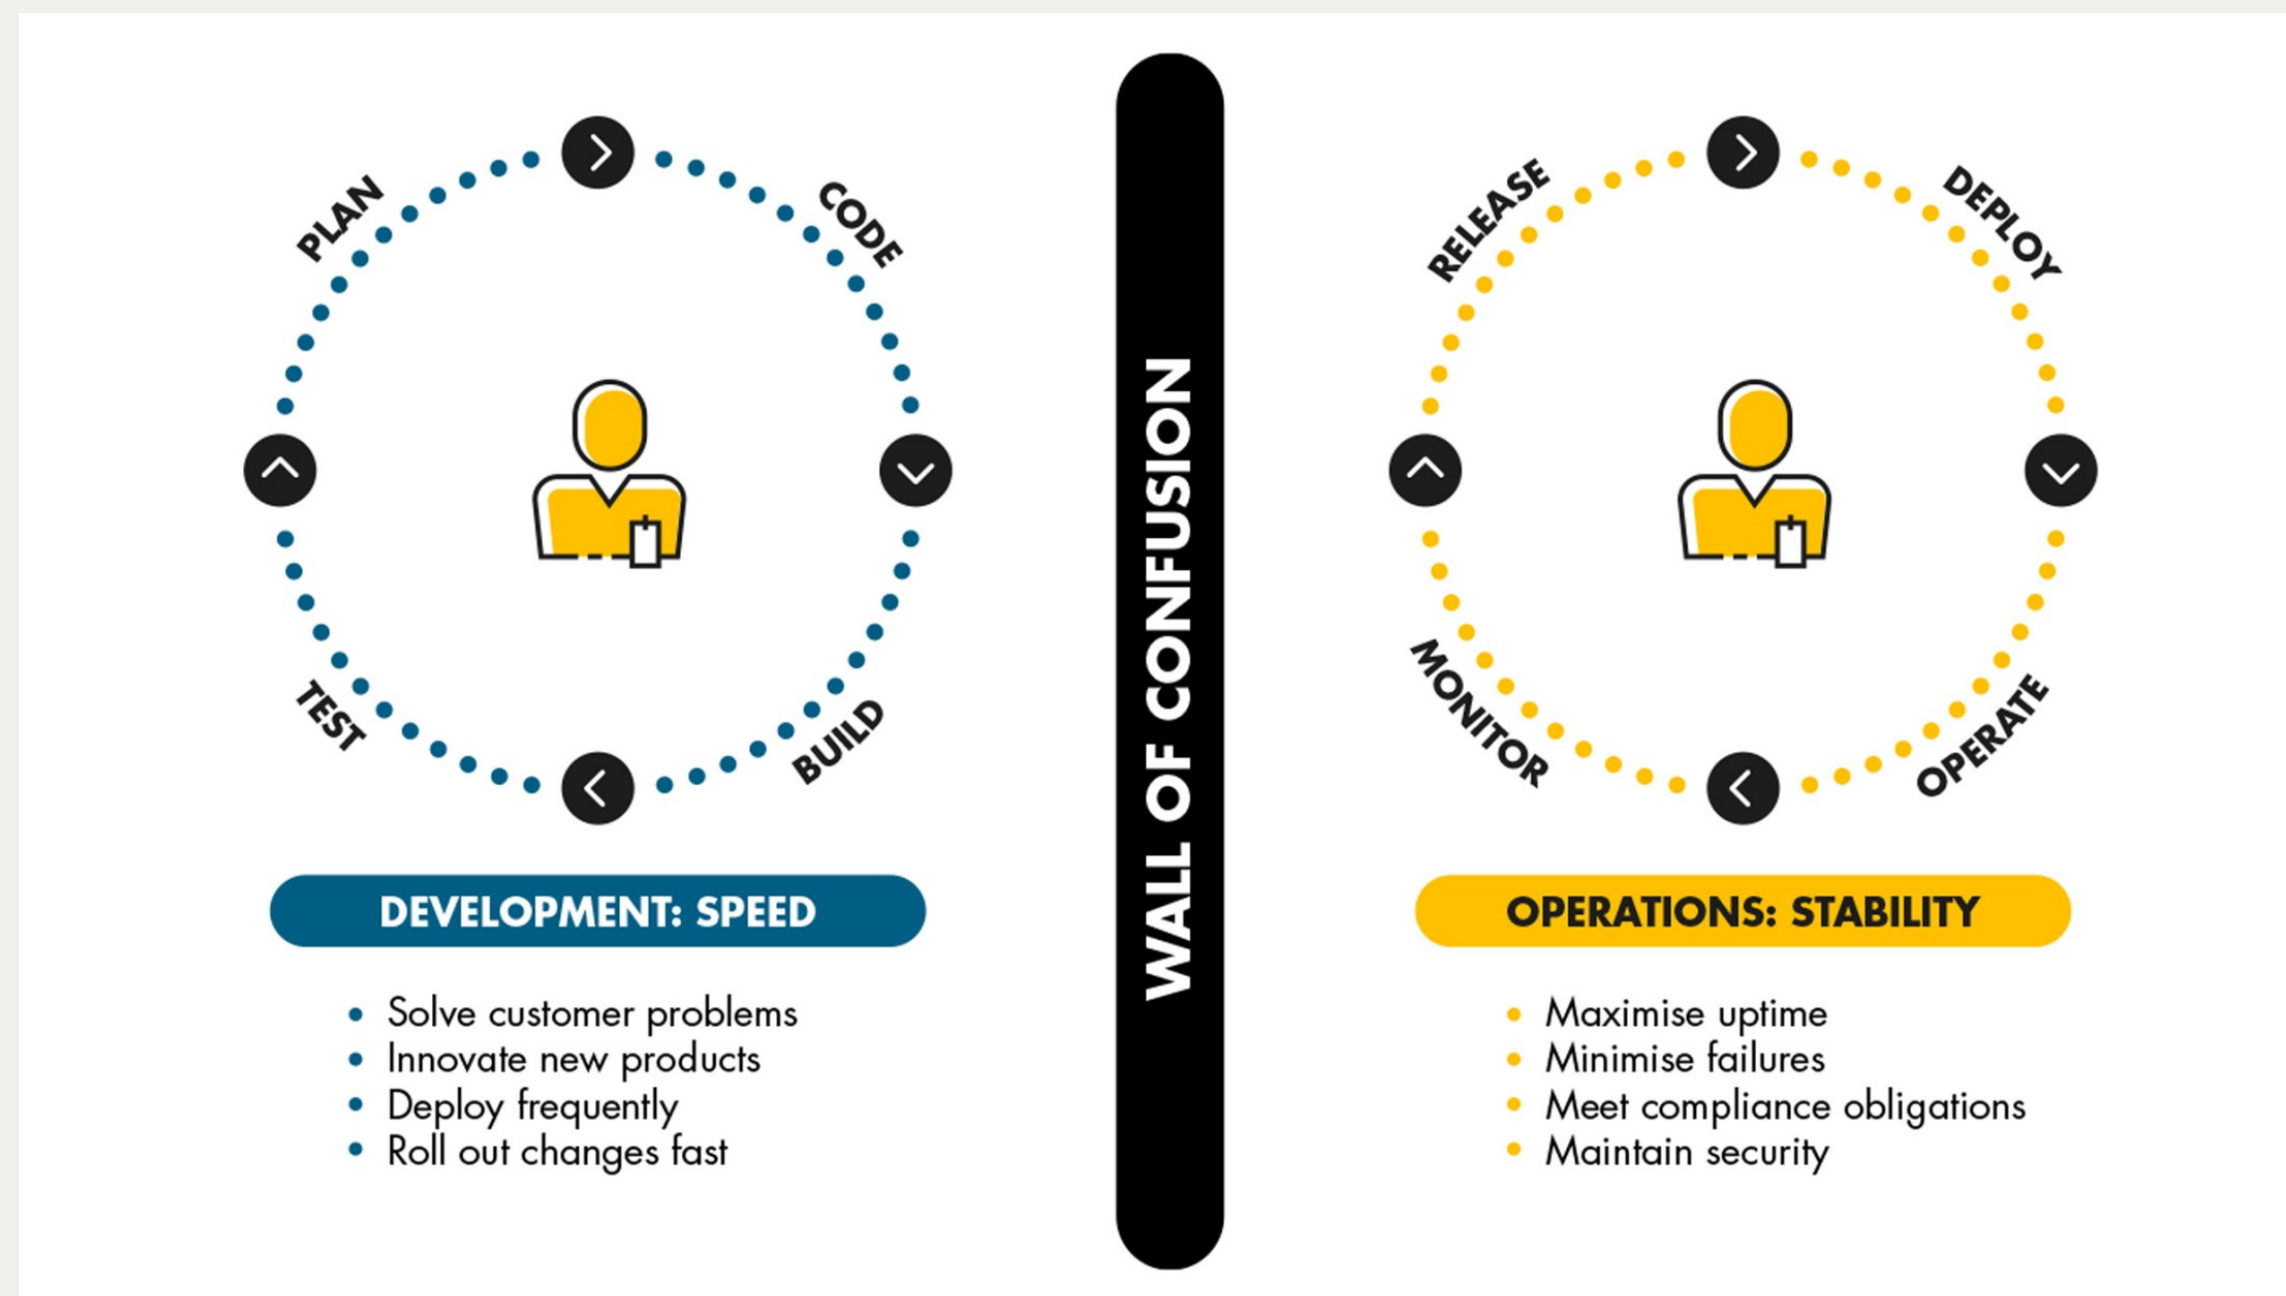 PLAN
CODE
BUILD
TEST
DEVELOPMENT: SPEED
• Solve customer problems
• Innovate new products
• Deploy frequently
• Roll out changes fast
WALL OF CONFUSION
RELEASE
DEPLOY
OPERATE
MONITOR
OPERATIONS: STABILITY
• Maximise uptime
• Minimise failures
• Meet compliance obligations
• Maintain security